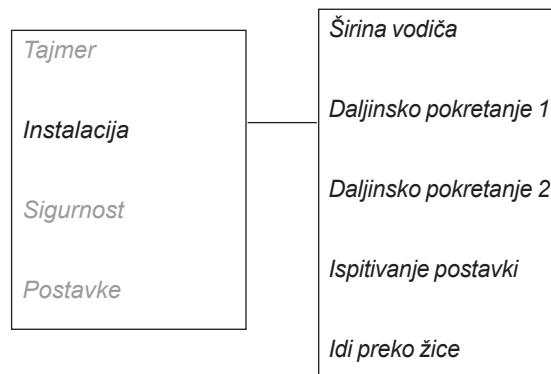 Tajmer
Instalacija
Sigurnost
Postavke
Širina vodiča
Daljinsko pokretanje 1
Daljinsko pokretanje 2
Ispitivanje postavki
Idi preko žice